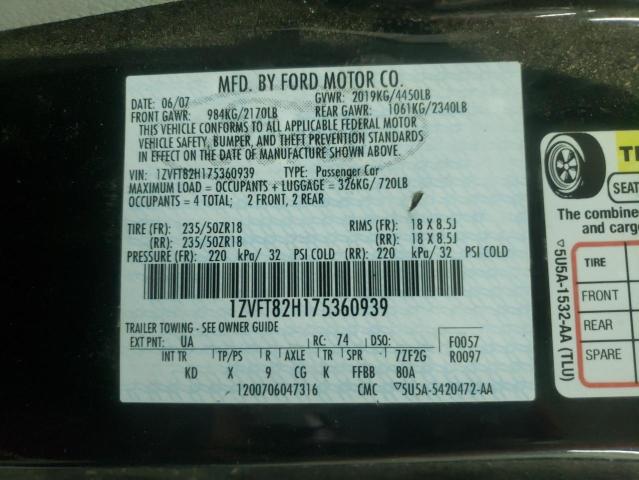 MFD. BY FORD MOTOR CO.
DATE: 06/07 GVWR: 2019KG/4450LB
FRONT GAWR: 984KG/2170LB REAR GAWR: 1061KG/2340LB
THIS VEHICLE CONFORMS TO ALL APPLICABLE FEDERAL MOTOR
VEHICLE SAFETY, BUMPER, AND THEFT PREVENTION STANDARDS
IN EFFECT ON THE DATE OF MANUFACTURE SHOWN ABOVE.
VIN: 1ZVFT82H175360939 TYPE: Passenger Car
MAXIMUM LOAD = OCCUPANTS + LUGGAGE = 326KG/720LB
OCCUPANTS = 4 TOTAL; 2 FRONT, 2 REAR
TIRE (FR): 235/50ZR18 RIMS (FR): 18 X 8.5J
(RR): 235/50ZR18 (RR): 18 X 8.5J
PRESSURE (FR): 220 kPa/ 32 PSI COLD (RR): 220 kPa/ 32 PSI COLD
1ZVFT82H175360939
TRAILER TOWING - SEE OWNER GUIDE
EXT PNT: UA RC: 74 DSO: F0057
INT TR TP/PS R AXLE TR SPR 7ZF2G R0097
KD X 9 CG K FFBB 80A
1200706047316 CMC ▽5U5A-5420472-AA
SEAT
The combine
and cargo
TIRE
FRONT
REAR
SPARE
▽5U5A-1532-AA (TLU)